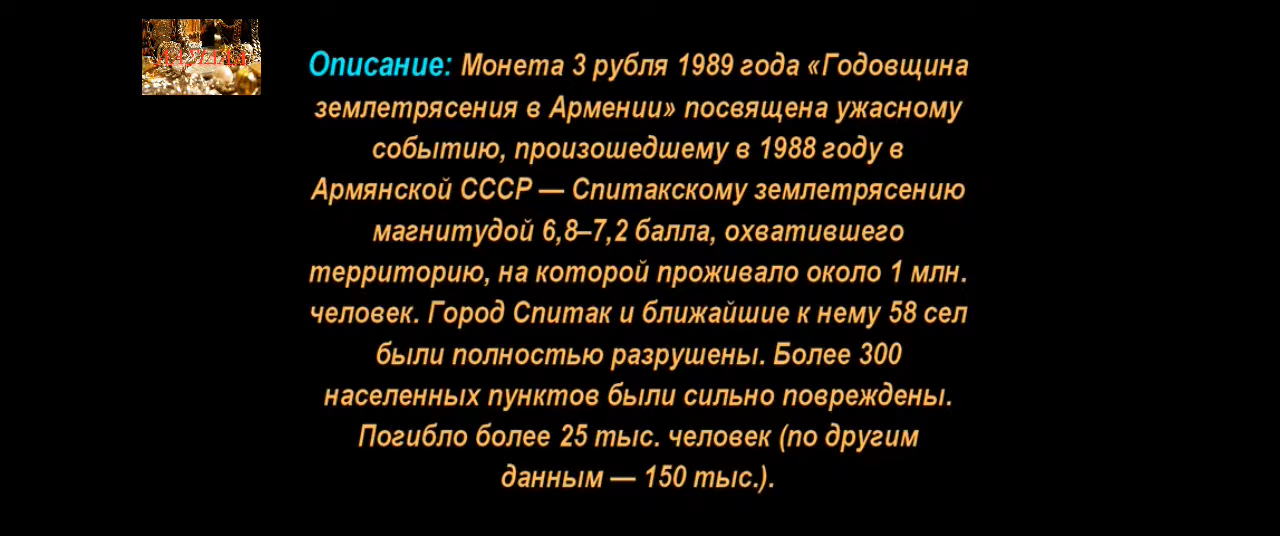 Описание: Монета 3 рубля 1989 года «Годовщина
землетрясения в Армении» посвящена ужасному
событию, произошедшему в 1988 году в
Армянской ССР — Спитакскому землетрясению
магнитудой 6,8–7,2 балла, охватившего
территорию, на которой проживало около 1 млн.
человек. Город Спитак и ближайшие к нему 58 сел
были полностью разрушены. Более 300
населенных пунктов были сильно повреждены.
Погибло более 25 тыс. человек (по другим
данным — 150 тыс.).